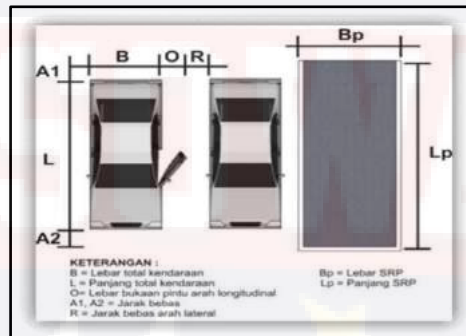 B O R Bp
A1
L Lp
A2
KETERANGAN :
B = Lebar total kendaraan
L = Panjang total kendaraan
O= Lebar bukaan pintu arah longitudinal
A1, A2 = Jarak bebas
R = Jarak bebas arah lateral
Bp = Lebar SRP
Lp = Panjang SRP